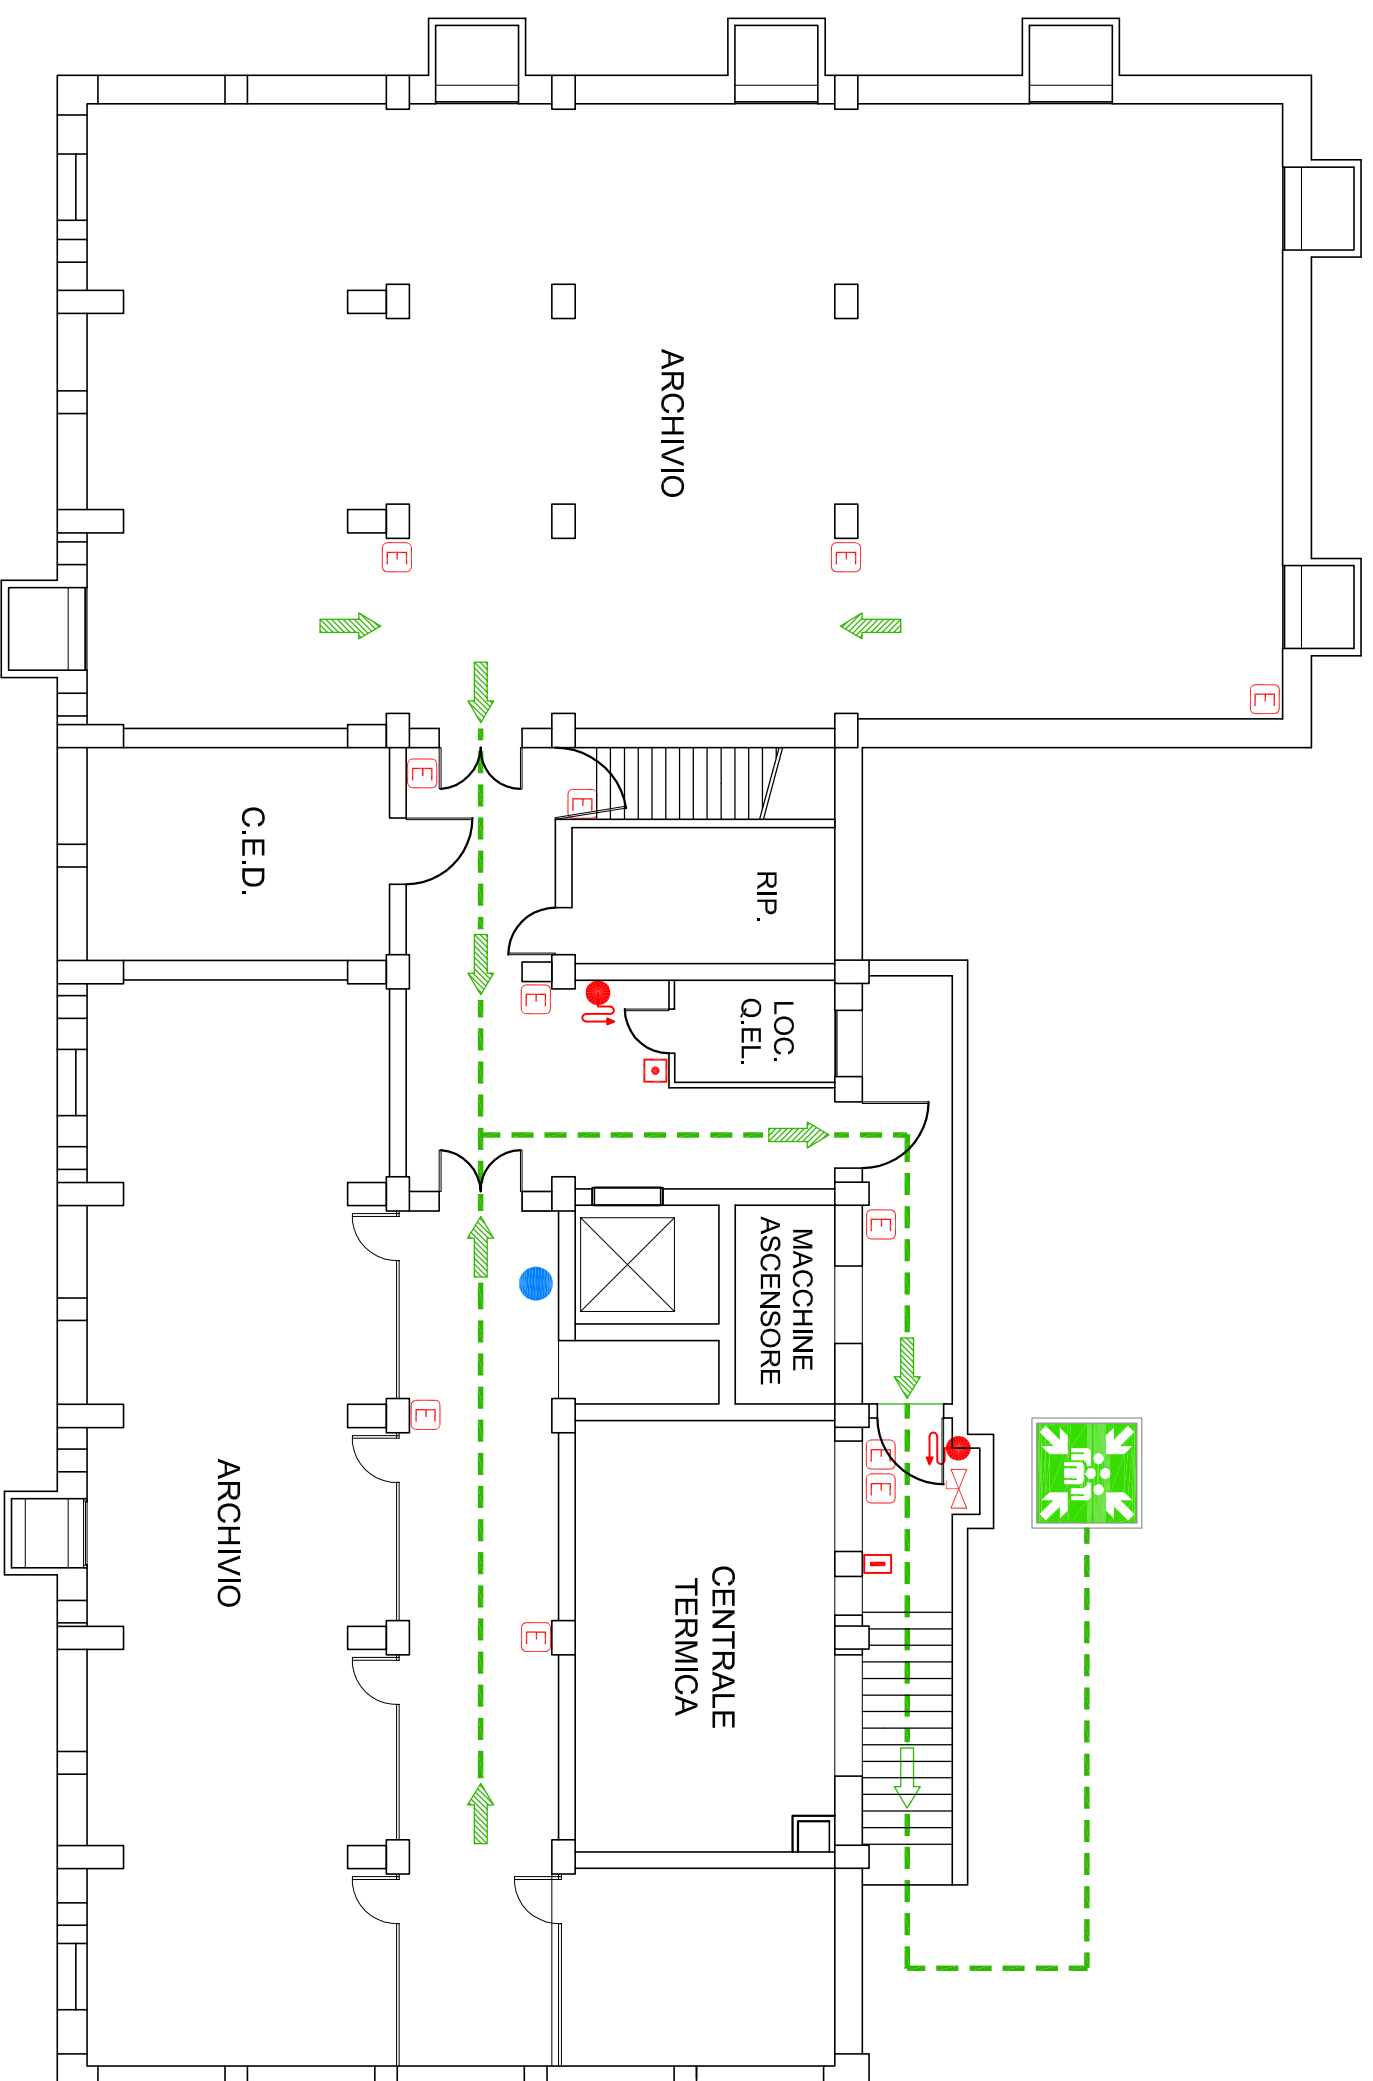 ARCHIVIO
E
E
E
E
E
C.E.D.
RIP.
E
LOC.
Q.EL.
E
MACCHINE
ASCENSORE
E
E
E
ARCHIVIO
CENTRALE
TERMICA
E